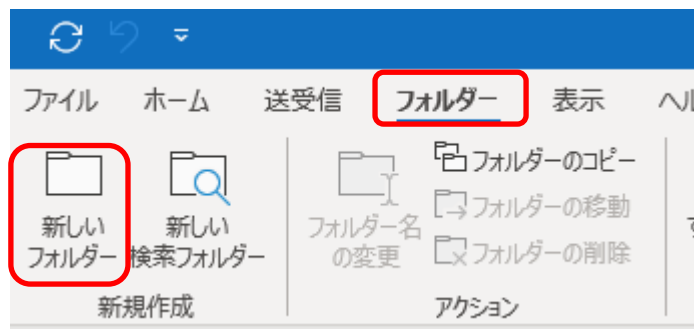 ファイル ホーム 送受信 フォルダー 表示
新しい
フォルダー
新しい
検索フォルダー
フォルダー名
の変更
フォルダーのコピー
フォルダーの移動
フォルダーの削除
新規作成
アクション